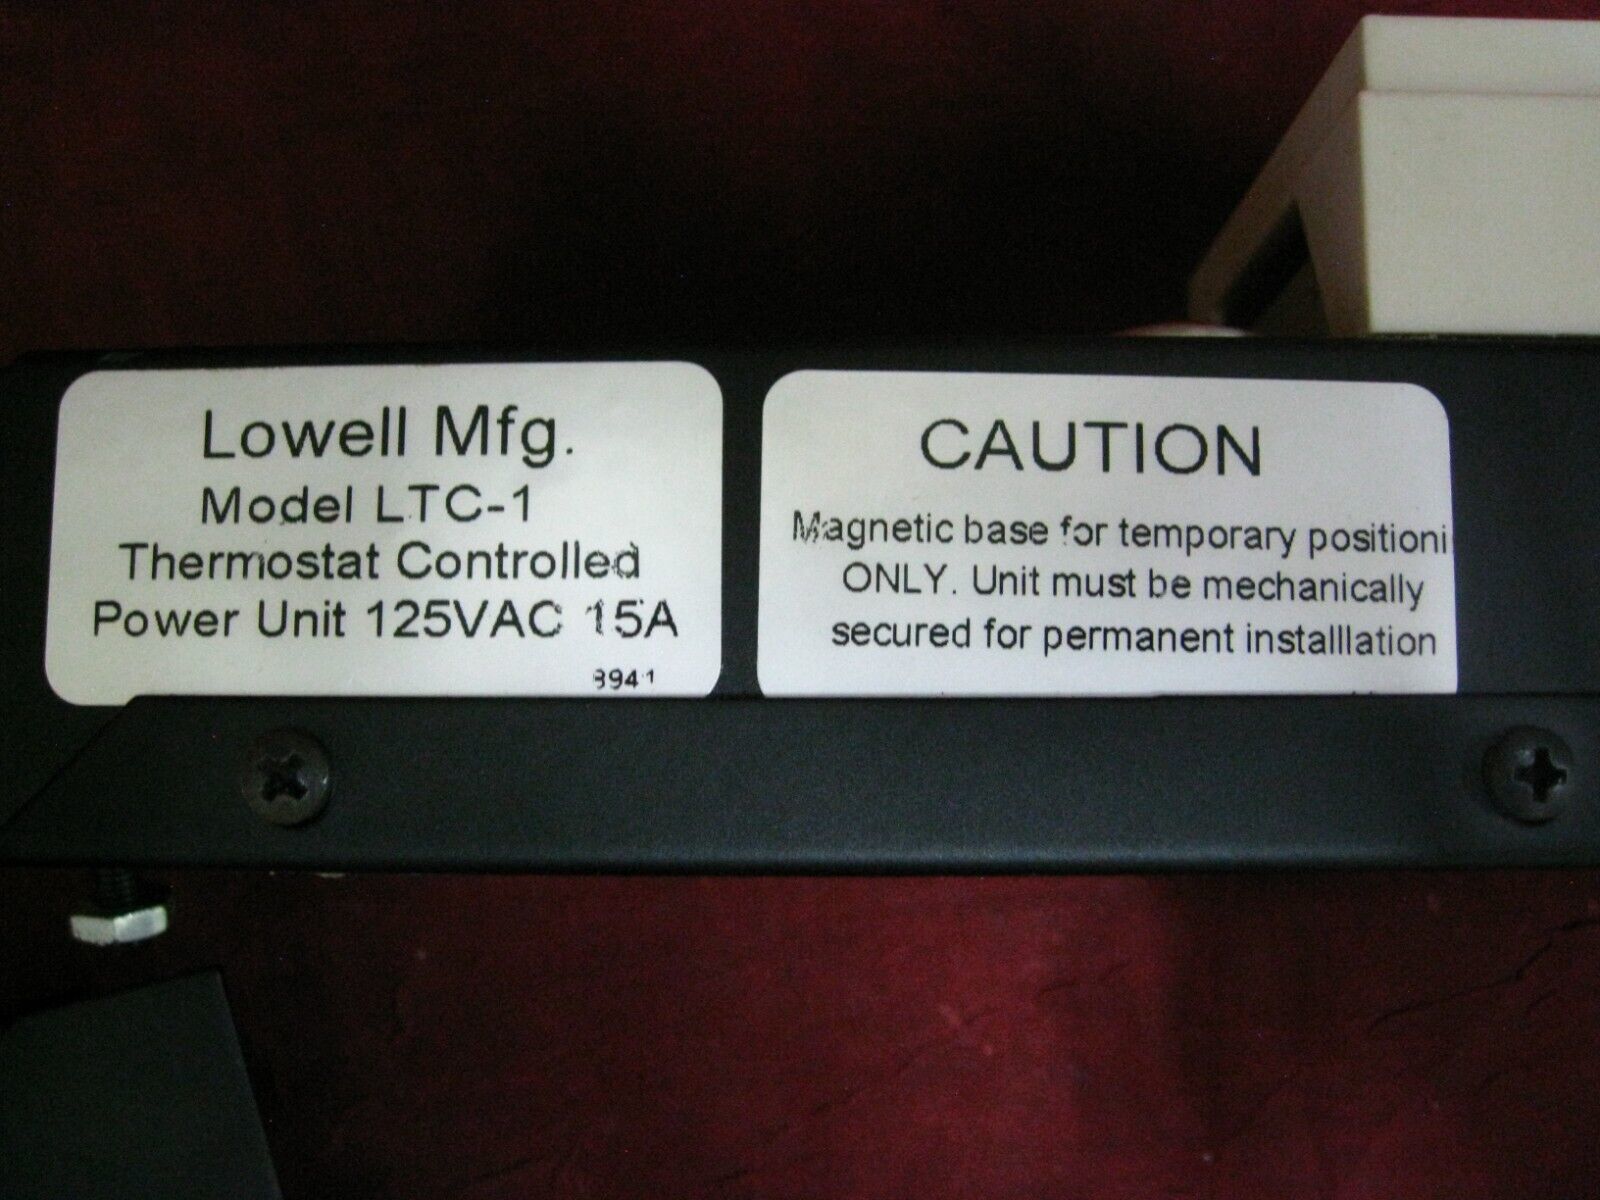 Lowell Mfg.
Model LTC-1
Thermostat Controlled
Power Unit 125VAC 15A
CAUTION
Magnetic base for temporary positioni
ONLY. Unit must be mechanically
secured for permanent installlation